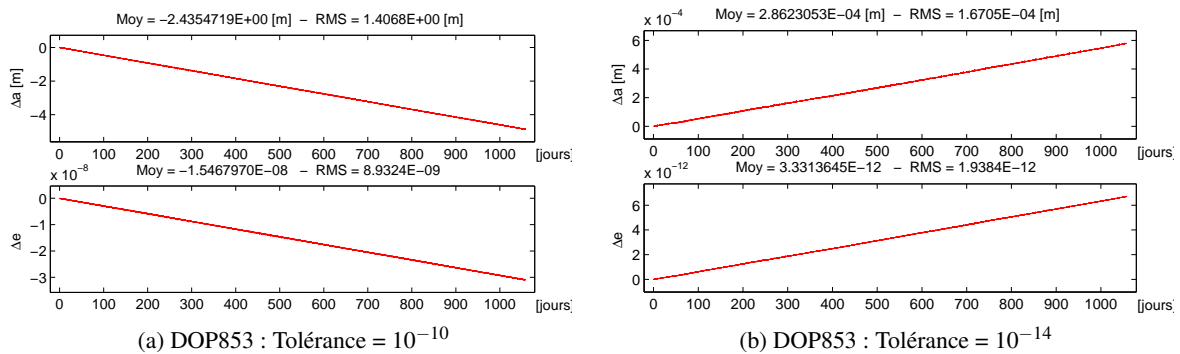 Moy = −2.4354719E+00 [m] − RMS = 1.4068E+00 [m]
0
−2
−4
Δa [m]
0 100 200 300 400 500 600 700 800 900 1000 [jours]
x 10⁻⁸
Moy = −1.5467970E−08 − RMS = 8.9324E−09
0
−1
−2
−3
Δe
0 100 200 300 400 500 600 700 800 900 1000 [jours]
(a) DOP853 : Tolérance = 10⁻¹⁰
x 10⁻⁴
Moy = 2.8623053E−04 [m] − RMS = 1.6705E−04 [m]
6
4
2
0
Δa [m]
0 100 200 300 400 500 600 700 800 900 1000 [jours]
x 10⁻¹²
Moy = 3.3313645E−12 − RMS = 1.9384E−12
6
4
2
0
Δe
0 100 200 300 400 500 600 700 800 900 1000 [jours]
(b) DOP853 : Tolérance = 10⁻¹⁴